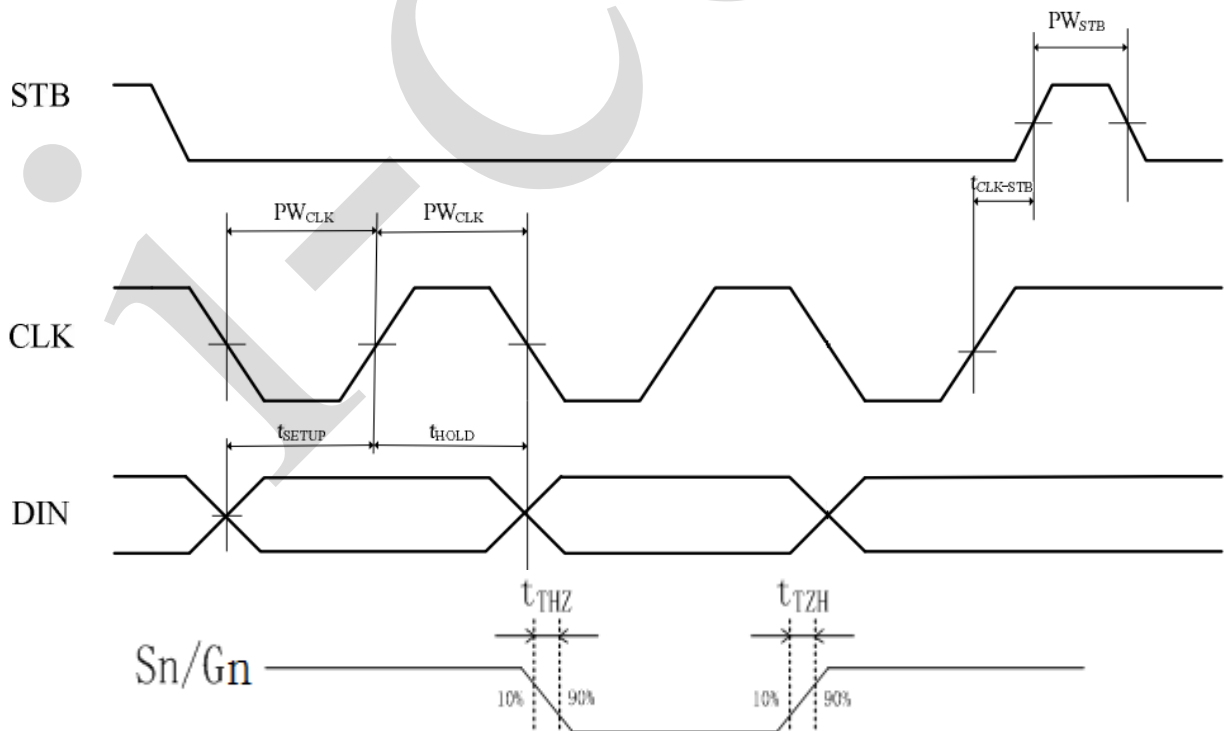 PWSTB
STB
tCLK-STB
PWCLK PWCLK
CLK
tSETUP tHOLD
DIN
tTHZ tTZH
Sn/Gn
10% 90% 10% 90%